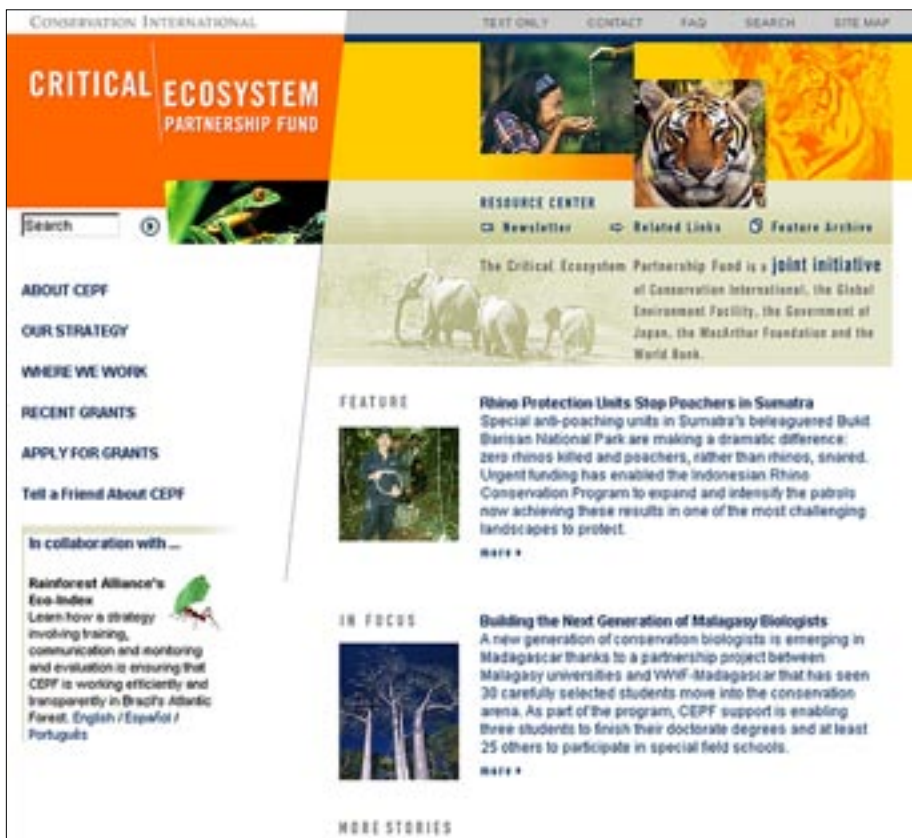 CONSERVATION INTERNATIONAL
TEXT ONLY CONTACT FAQ SEARCH SITE MAP
CRITICAL ECOSYSTEM
PARTNERSHIP FUND
Search
RESOURCE CENTER
Newsletter Related Links Feature Archive
The Critical Ecosystem Partnership Fund is a joint initiative
of Conservation International, the Global
Environment Facility, the Government of
Japan, the MacArthur Foundation and the
World Bank.
ABOUT CEPF
OUR STRATEGY
WHERE WE WORK
RECENT GRANTS
APPLY FOR GRANTS
Tell a Friend About CEPF
In collaboration with ...
Rainforest Alliance's
Eco-Index
Learn how a strategy
involving training,
communication and monitoring
and evaluation is ensuring that
CEPF is working efficiently and
transparently in Brazil's Atlantic
Forest. English / Español /
Português
FEATURE
Rhino Protection Units Stop Poachers in Sumatra
Special anti-poaching units in Sumatra's beleaguered Bukit
Barisan National Park are making a dramatic difference:
zero rhinos killed and poachers, rather than rhinos, snared.
Urgent funding has enabled the Indonesian Rhino
Conservation Program to expand and intensify the patrols
now achieving these results in one of the most challenging
landscapes to protect.
more
IN FOCUS
Building the Next Generation of Malagasy Biologists
A new generation of conservation biologists is emerging in
Madagascar thanks to a partnership project between
Malagasy universities and WWF-Madagascar that has seen
30 carefully selected students move into the conservation
arena. As part of the program, CEPF support is enabling
three students to finish their doctorate degrees and at least
25 others to participate in special field schools.
more
MORE STORIES